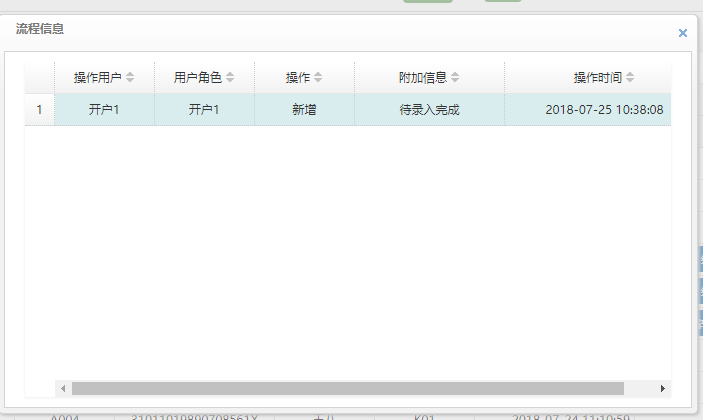 流程信息
×
操作用户 用户角色 操作 附加信息 操作时间
1 开户1 开户1 新增 待录入完成 2018-07-25 10:38:08